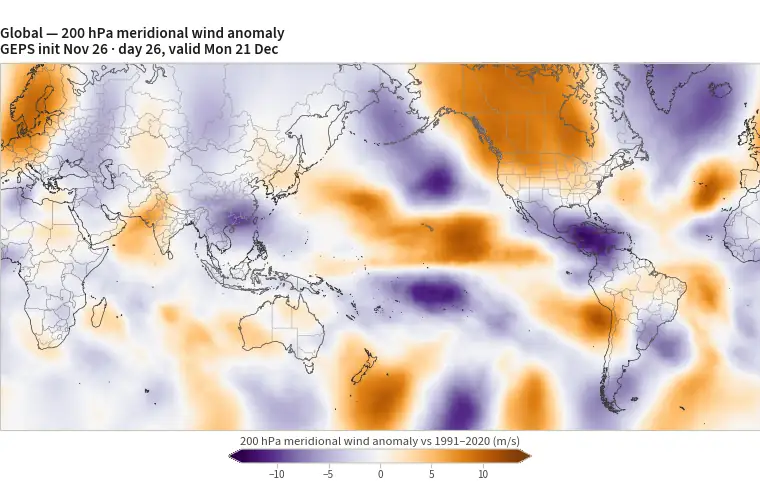 Global — 200 hPa meridional wind anomaly
GEPS init Nov 26 · day 26, valid Mon 21 Dec
200 hPa meridional wind anomaly vs 1991–2020 (m/s)
−10 −5 0 5 10